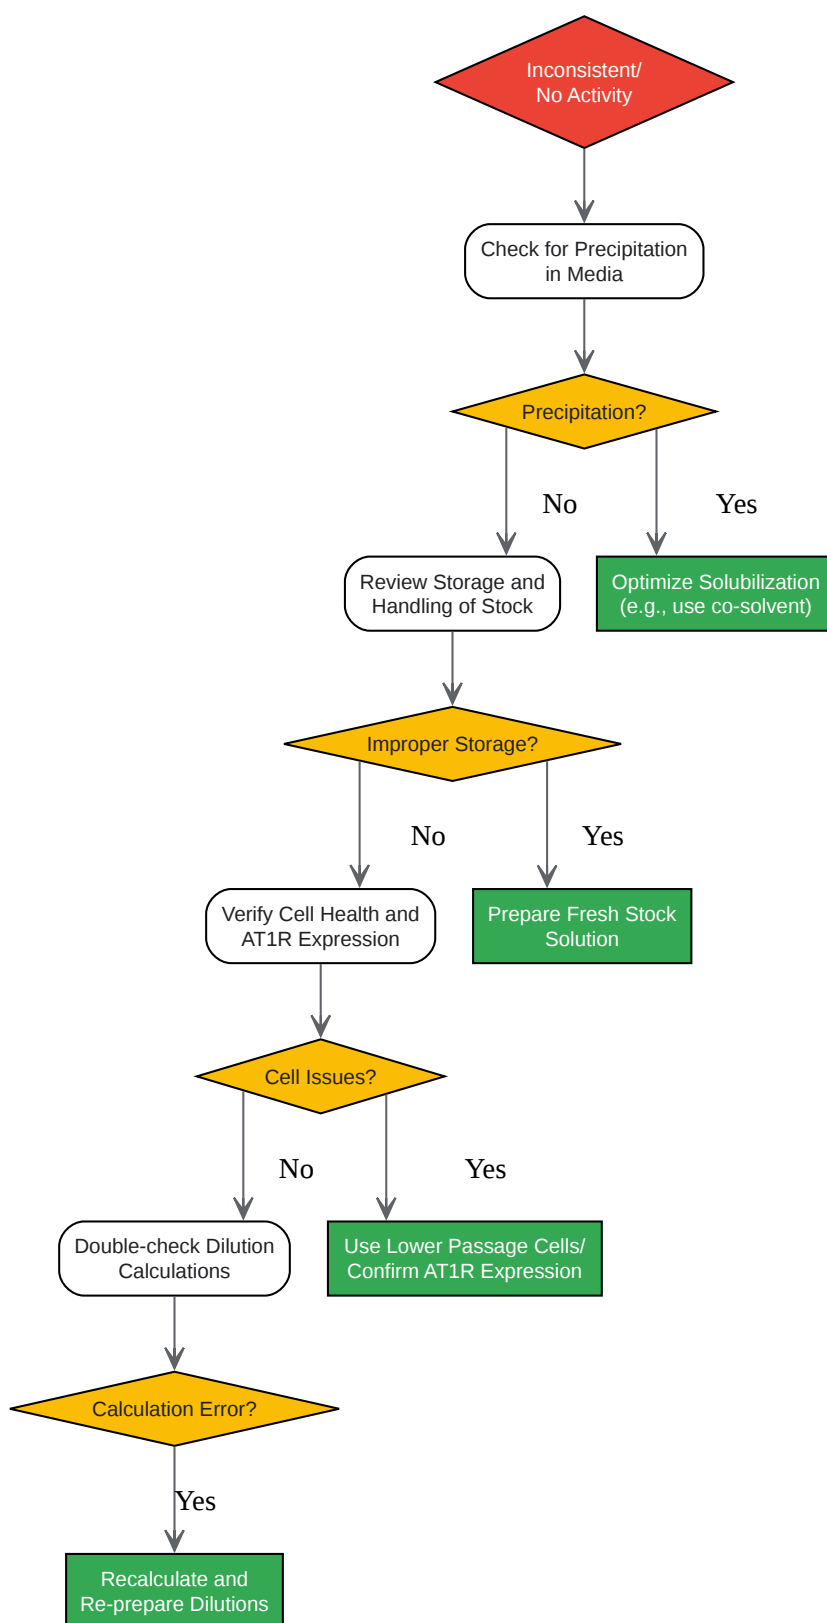 Inconsistent/
No Activity
Check for Precipitation
in Media
Precipitation?
No
Yes
Review Storage and
Handling of Stock
Optimize Solubilization
(e.g., use co-solvent)
Improper Storage?
No
Yes
Verify Cell Health and
AT1R Expression
Prepare Fresh Stock
Solution
Cell Issues?
No
Yes
Double-check Dilution
Calculations
Use Lower Passage Cells/
Confirm AT1R Expression
Calculation Error?
Yes
Recalculate and
Re-prepare Dilutions